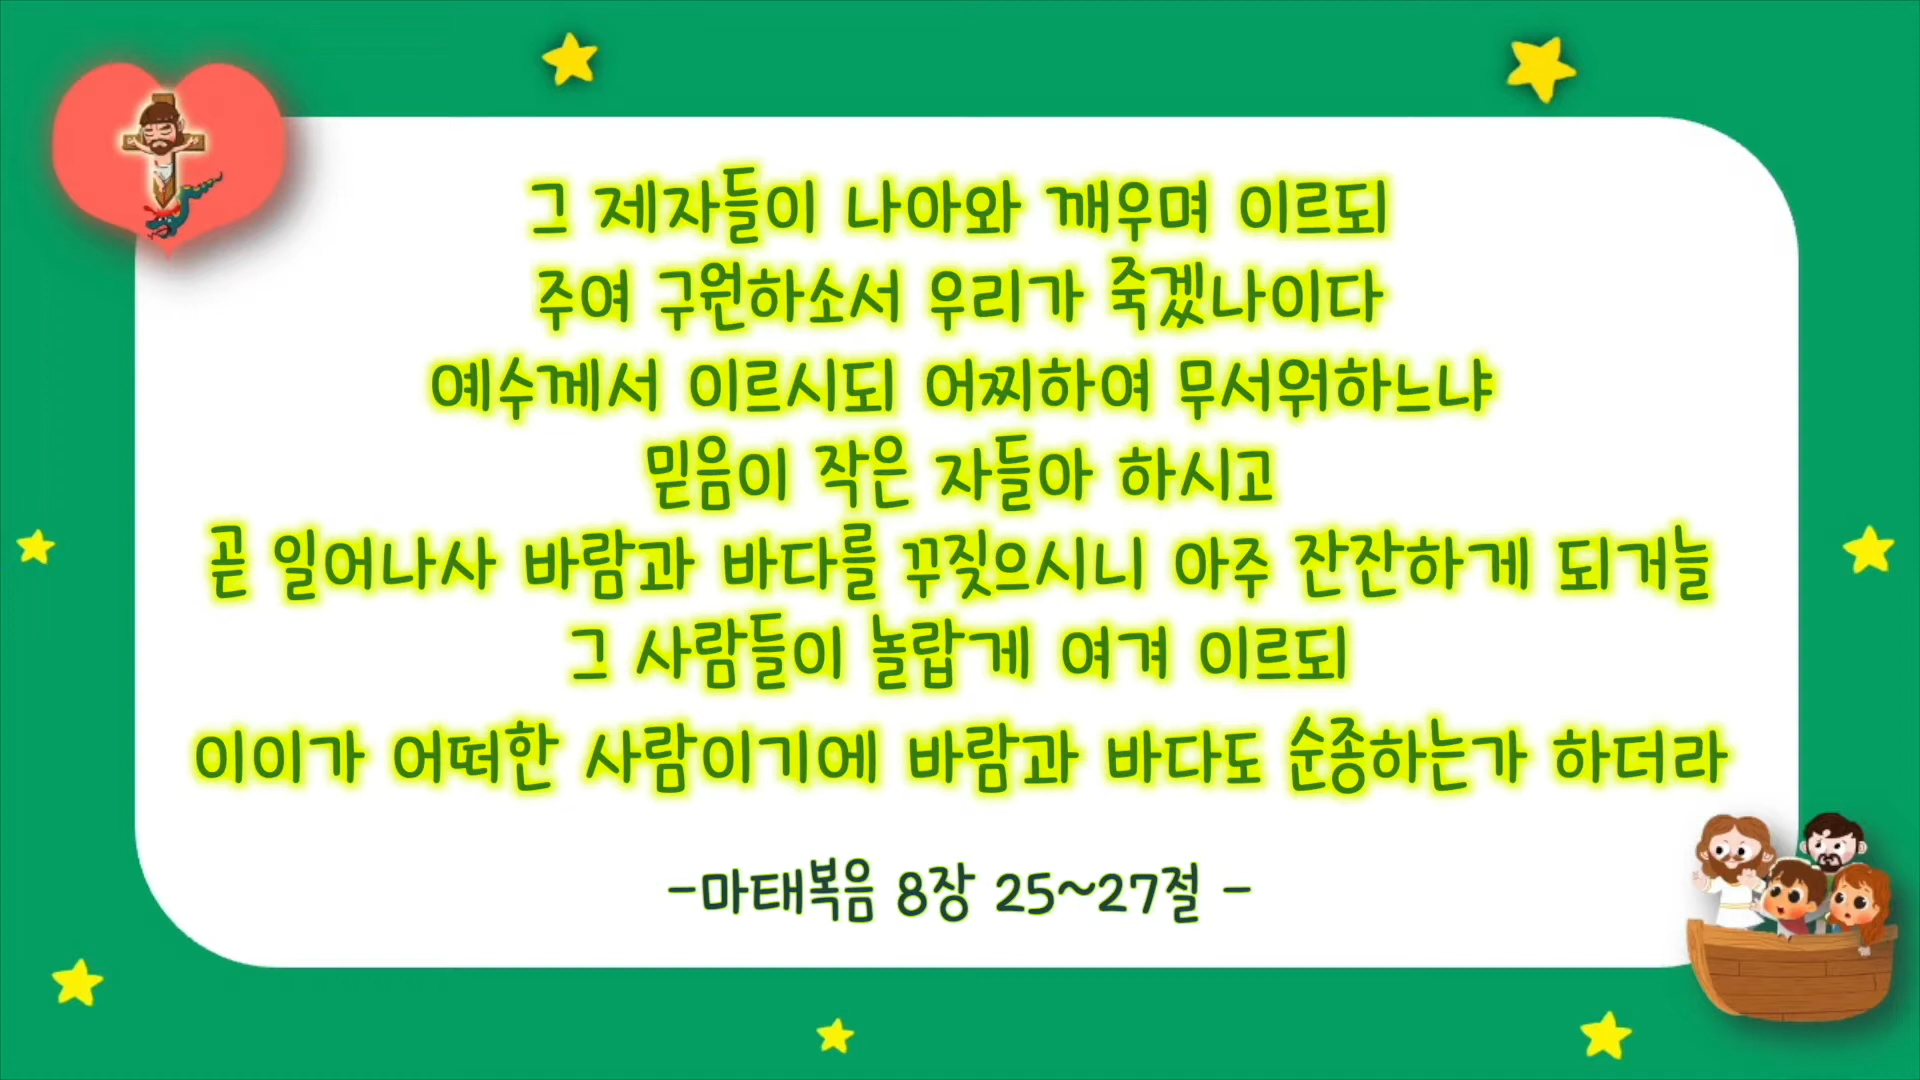 그 제자들이 나아와 깨우며 이르되
주여 구원하소서 우리가 죽겠나이다
예수께서 이르시되 어찌하여 무서워하느냐
믿음이 작은 자들아 하시고
곧 일어나사 바람과 바다를 꾸짖으시니 아주 잔잔하게 되거늘
그 사람들이 놀랍게 여겨 이르되
이이가 어떠한 사람이기에 바람과 바다도 순종하는가 하더라
-마태복음 8장 25~27절 -